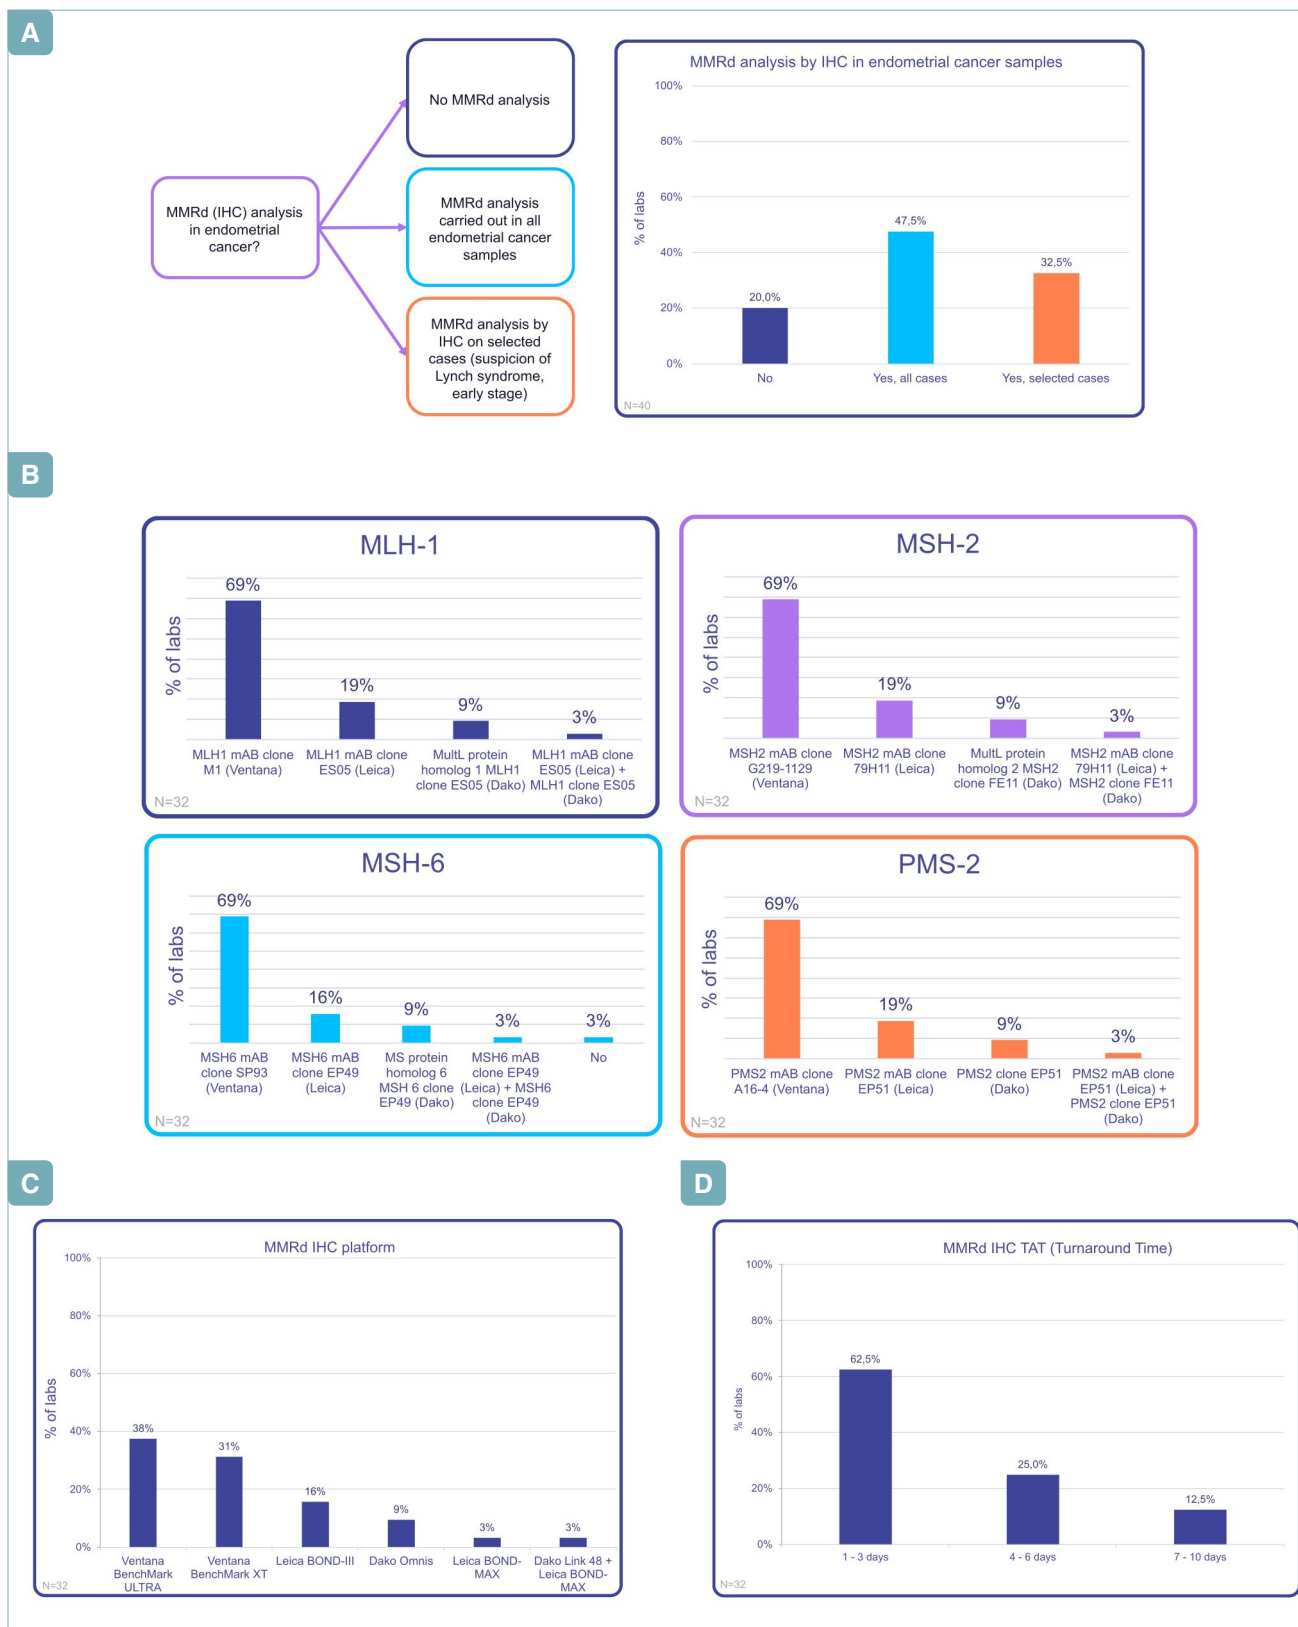 A
MMRd (IHC) analysis
in endometrial
cancer?
No MMRd analysis
MMRd analysis
carried out in all
endometrial cancer
samples
MMRd analysis by
IHC on selected
cases (suspicion of
Lynch syndrome,
early stage)
MMRd analysis by IHC in endometrial cancer samples
% of labs
100%
80%
60%
40%
20%
0%
20,0%
47,5%
32,5%
No
Yes, all cases
Yes, selected cases
N=40
B
MLH-1
% of labs
69%
19%
9%
3%
MLH1 mAB clone
M1 (Ventana)
MLH1 mAB clone
ES05 (Leica)
MultL protein
homolog 1 MLH1
clone ES05 (Dako)
MLH1 mAB clone
ES05 (Leica) +
MLH1 clone ES05
(Dako)
N=32
MSH-2
% of labs
69%
19%
9%
3%
MSH2 mAB clone
G219-1129
(Ventana)
MSH2 mAB clone
79H11 (Leica)
MultL protein
homolog 2 MSH2
clone FE11 (Dako)
MSH2 mAB clone
79H11 (Leica) +
MSH2 clone FE11
(Dako)
N=32
MSH-6
% of labs
69%
16%
9%
3%
3%
MSH6 mAB
clone SP93
(Ventana)
MSH6 mAB
clone EP49
(Leica)
MS protein
homolog 6
MSH 6 clone
EP49 (Dako)
MSH6 mAB
clone EP49
(Leica) + MSH6
clone EP49
(Dako)
No
N=32
PMS-2
% of labs
69%
19%
9%
3%
PMS2 mAB clone
A16-4 (Ventana)
PMS2 mAB clone
EP51 (Leica)
PMS2 clone EP51
(Dako)
PMS2 mAB clone
EP51 (Leica) +
PMS2 clone EP51
(Dako)
N=32
C
MMRd IHC platform
% of labs
100%
80%
60%
40%
20%
0%
38%
31%
16%
9%
3%
3%
Ventana
BenchMark
ULTRA
Ventana
BenchMark XT
Leica BOND-III
Dako Omnis
Leica BOND-
MAX
Dako Link 48 +
Leica BOND-
MAX
N=32
D
MMRd IHC TAT (Turnaround Time)
% of labs
100%
80%
60%
40%
20%
0%
62,5%
25,0%
12,5%
1 - 3 days
4 - 6 days
7 - 10 days
N=32